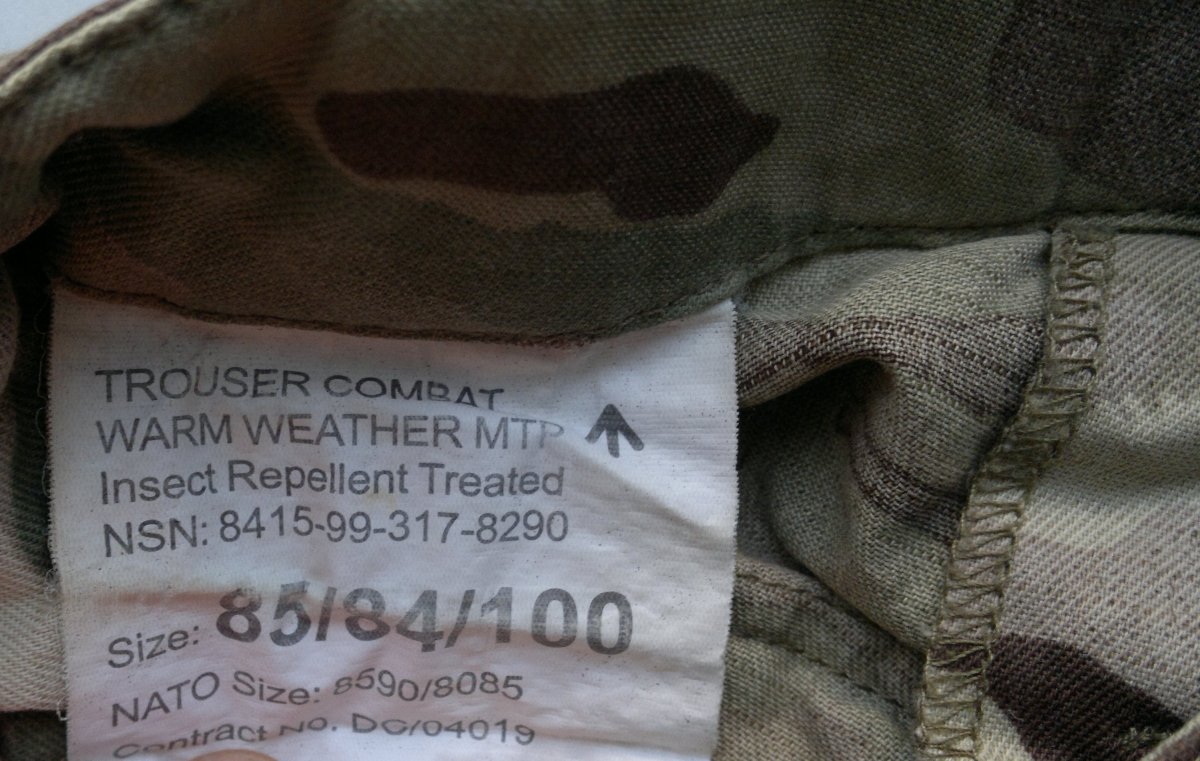 TROUSER COMBAT
WARM WEATHER MTP
Insect Repellent Treated
NSN: 8415-99-317-8290
Size: 85/84/100
NATO Size: 8590/8085
Contract No. DC/04019